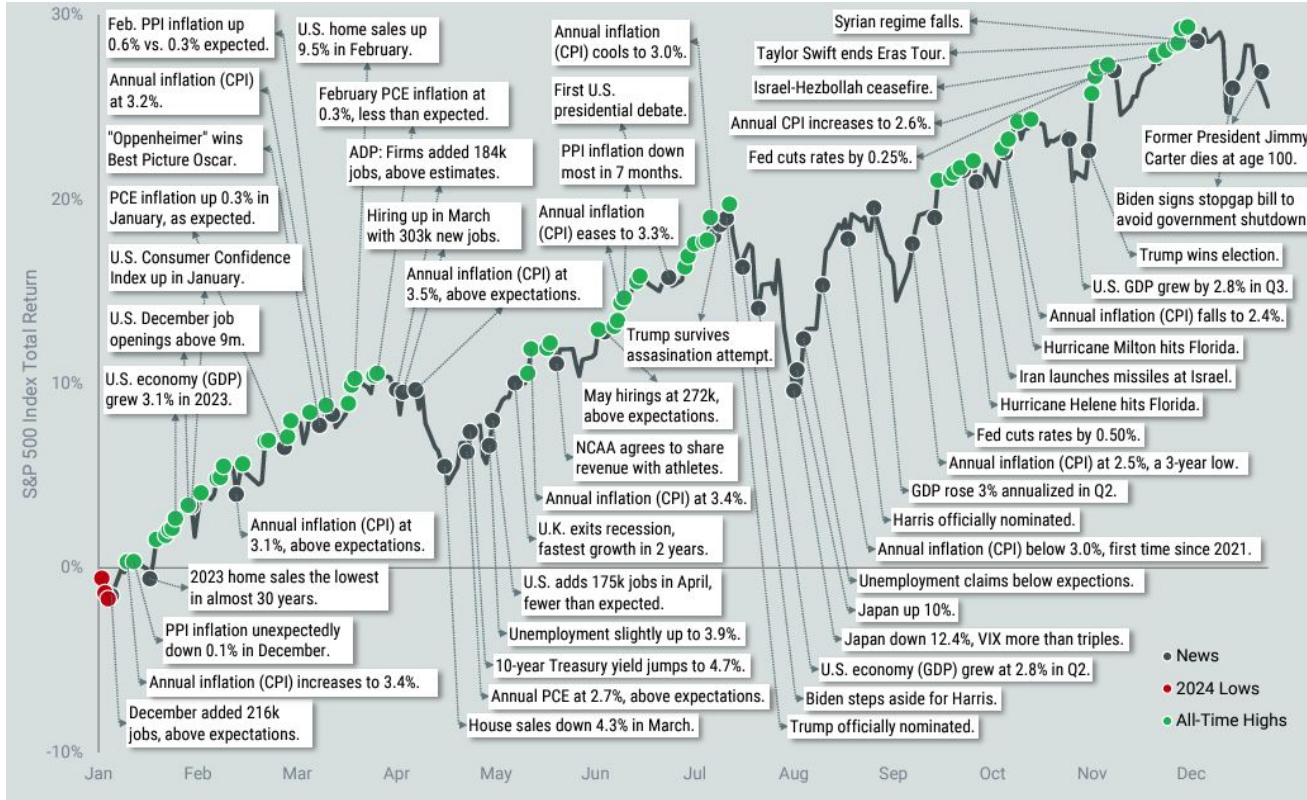 30%
20%
10%
0%
-10%
S&P 500 Index Total Return
Jan
Feb
Mar
Apr
May
Jun
Jul
Aug
Sep
Oct
Nov
Dec
Feb. PPI inflation up
0.6% vs. 0.3% expected.
Annual inflation (CPI)
at 3.2%.
"Oppenheimer" wins
Best Picture Oscar.
PCE inflation up 0.3% in
January, as expected.
U.S. Consumer Confidence
Index up in January.
U.S. December job
openings above 9m.
U.S. economy (GDP)
grew 3.1% in 2023.
U.S. home sales up
9.5% in February.
February PCE inflation at
0.3%, less than expected.
ADP: Firms added 184k
jobs, above estimates.
Hiring up in March
with 303k new jobs.
Annual inflation (CPI) at
3.5%, above expectations.
Annual inflation
(CPI) cools to 3.0%.
First U.S.
presidential debate.
PPI inflation down
most in 7 months.
Annual inflation
(CPI) eases to 3.3%.
Trump survives
assasination attempt.
May hirings at 272k,
above expectations.
NCAA agrees to share
revenue with athletes.
Annual inflation (CPI) at 3.4%.
U.K. exits recession,
fastest growth in 2 years.
U.S. adds 175k jobs in April,
fewer than expected.
Unemployment slightly up to 3.9%.
10-year Treasury yield jumps to 4.7%.
Annual PCE at 2.7%, above expectations.
House sales down 4.3% in March.
Annual inflation (CPI) at
3.1%, above expectations.
2023 home sales the lowest
in almost 30 years.
PPI inflation unexpectedly
down 0.1% in December.
Annual inflation (CPI) increases to 3.4%.
December added 216k
jobs, above expectations.
Syrian regime falls.
Taylor Swift ends Eras Tour.
Israel-Hezbollah ceasefire.
Annual CPI increases to 2.6%.
Fed cuts rates by 0.25%.
Former President Jimmy
Carter dies at age 100.
Biden signs stopgap bill to
avoid government shutdown.
Trump wins election.
U.S. GDP grew by 2.8% in Q3.
Annual inflation (CPI) falls to 2.4%.
Hurricane Milton hits Florida.
Iran launches missiles at Israel.
Hurricane Helene hits Florida.
Fed cuts rates by 0.50%.
Annual inflation (CPI) at 2.5%, a 3-year low.
GDP rose 3% annualized in Q2.
Harris officially nominated.
Annual inflation (CPI) below 3.0%, first time since 2021.
Unemployment claims below expections.
Japan up 10%.
Japan down 12.4%, VIX more than triples.
U.S. economy (GDP) grew at 2.8% in Q2.
Biden steps aside for Harris.
Trump officially nominated.
News
2024 Lows
All-Time Highs